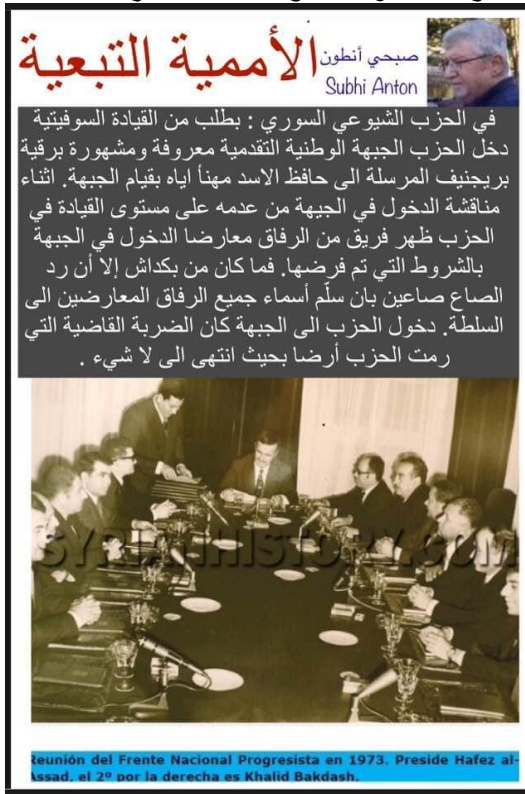 الأممية التبعية
صبحي أنطون
Subhi Anton
في الحزب الشيوعي السوري : بطلب من القيادة السوفيتية
دخل الحزب الجبهة الوطنية التقدمية معروفة ومشهورة برقية
بريجنيف المرسلة الى حافظ الاسد مهنأ اياه بقيام الجبهة. اثناء
مناقشة الدخول في الجيهة من عدمه على مستوى القيادة في
الحزب ظهر فريق من الرفاق معارضا الدخول في الجبهة
بالشروط التي تم فرضها. فما كان من بكداش إلا أن رد
الصاع صاعين بان سلّم أسماء جميع الرفاق المعارضين الى
السلطة. دخول الحزب الى الجبهة كان الضربة القاضية التي
رمت الحزب أرضا بحيث انتهى الى لا شيء .
SYRIANHISTORY.COM
Reunión del Frente Nacional Progresista en 1973. Preside Hafez al-
Assad, el 2º por la derecha es Khalid Bakdash.